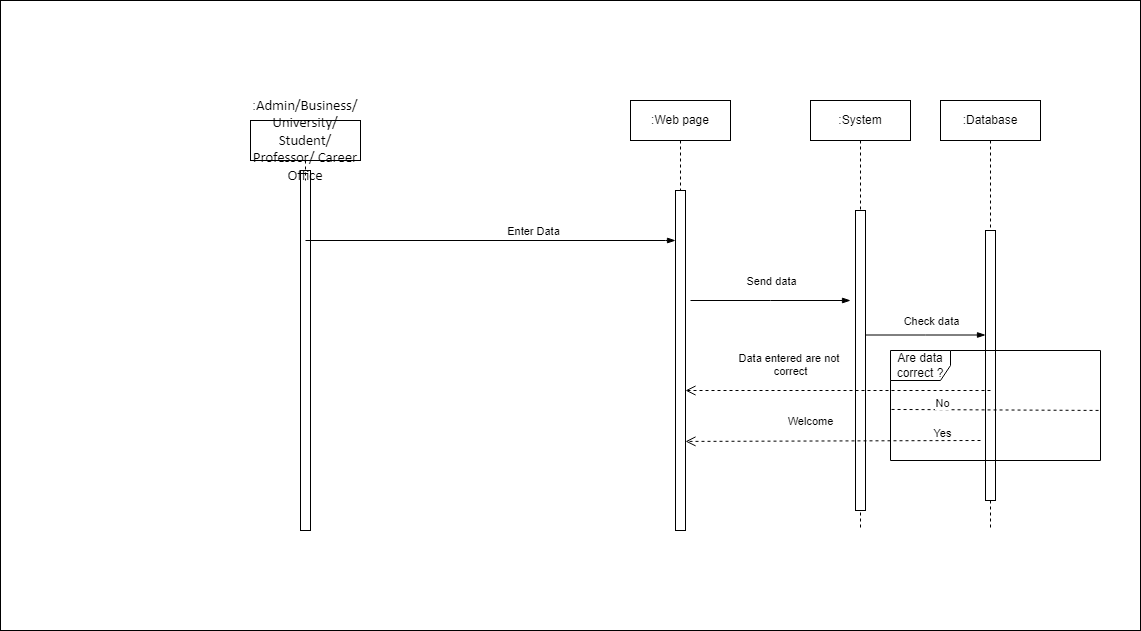 :Admin/Business/
University/
Student/
Professor/ Career
Office
:Web page
:System
:Database
Enter Data
Send data
Check data
Data entered are not
correct
Are data
correct ?
No
Welcome
Yes